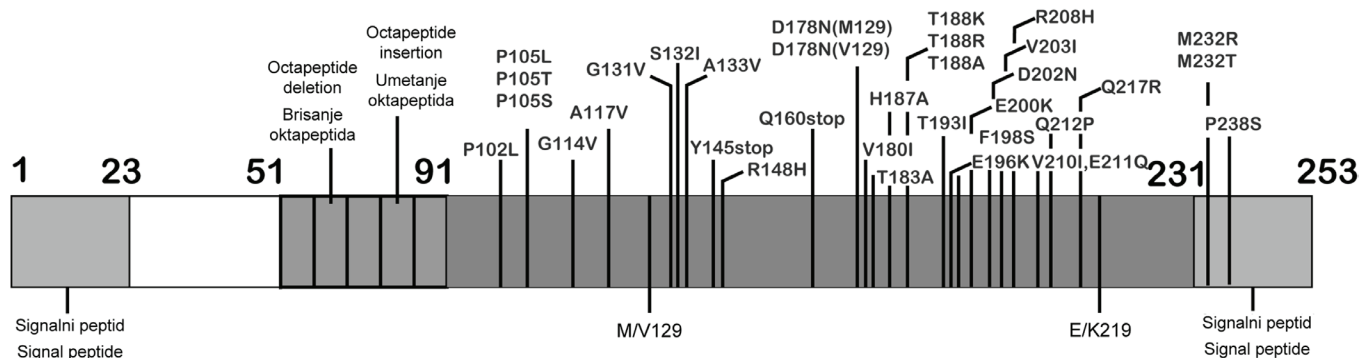 Octapeptide
deletion
Brisanje
oktapeptida
Octapeptide
insertion
Umetanje
oktapeptida
P105L
P105T
P105S
P102L
G114V
A117V
G131V
S132I
A133V
Y145stop
R148H
Q160stop
D178N(M129)
D178N(V129)
V180I
T183A
H187A
T188K
T188R
T188A
T193I
E196K
F198S
E200K
D202N
V203I
R208H
V210I,E211Q
Q212P
Q217R
M232R
M232T
P238S
1
23
51
91
231
253
Signalni peptid
Signal peptide
M/V129
E/K219
Signalni peptid
Signal peptide